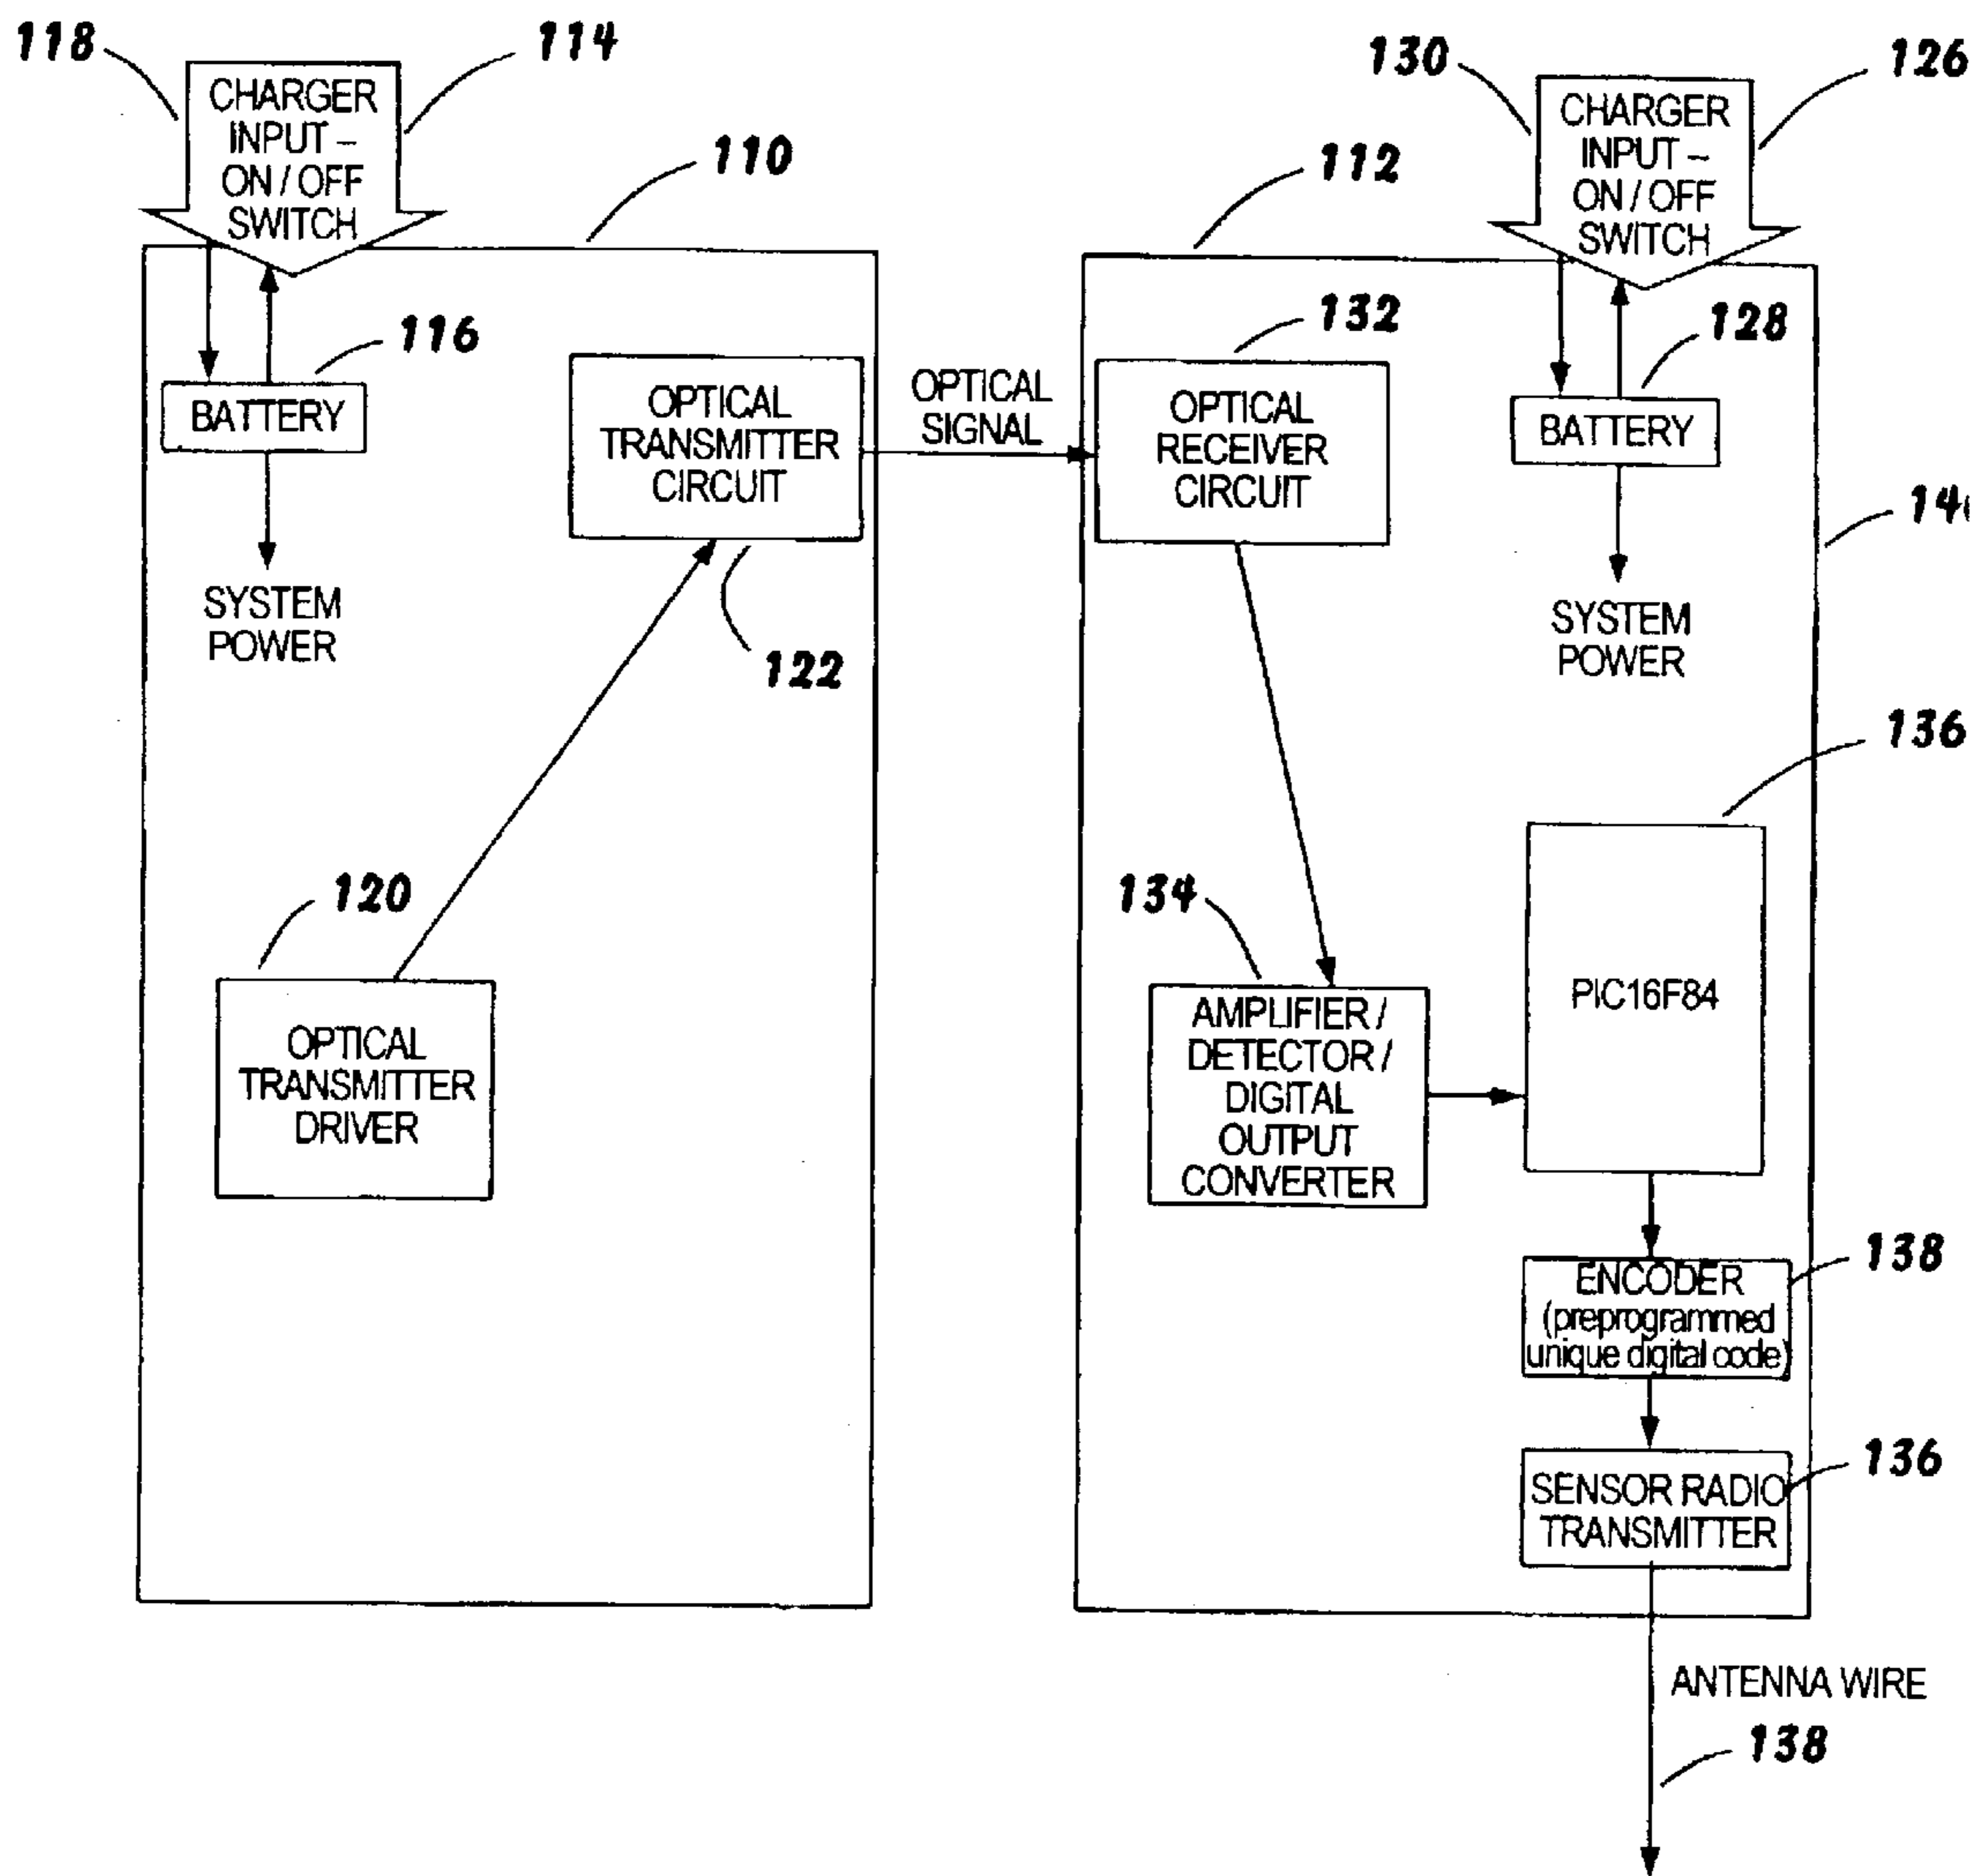 118
114
CHARGER
INPUT –
ON / OFF
SWITCH
110
116
BATTERY
SYSTEM
POWER
OPTICAL
TRANSMITTER
CIRCUIT
122
120
OPTICAL
TRANSMITTER
DRIVER
OPTICAL
SIGNAL
130
126
CHARGER
INPUT –
ON / OFF
SWITCH
112
132
OPTICAL
RECEIVER
CIRCUIT
128
BATTERY
SYSTEM
POWER
136
PIC16F84
134
AMPLIFIER /
DETECTOR /
DIGITAL
OUTPUT
CONVERTER
138
ENCODER
(preprogrammed
unique digital code)
136
SENSOR RADIO
TRANSMITTER
ANTENNA WIRE
138